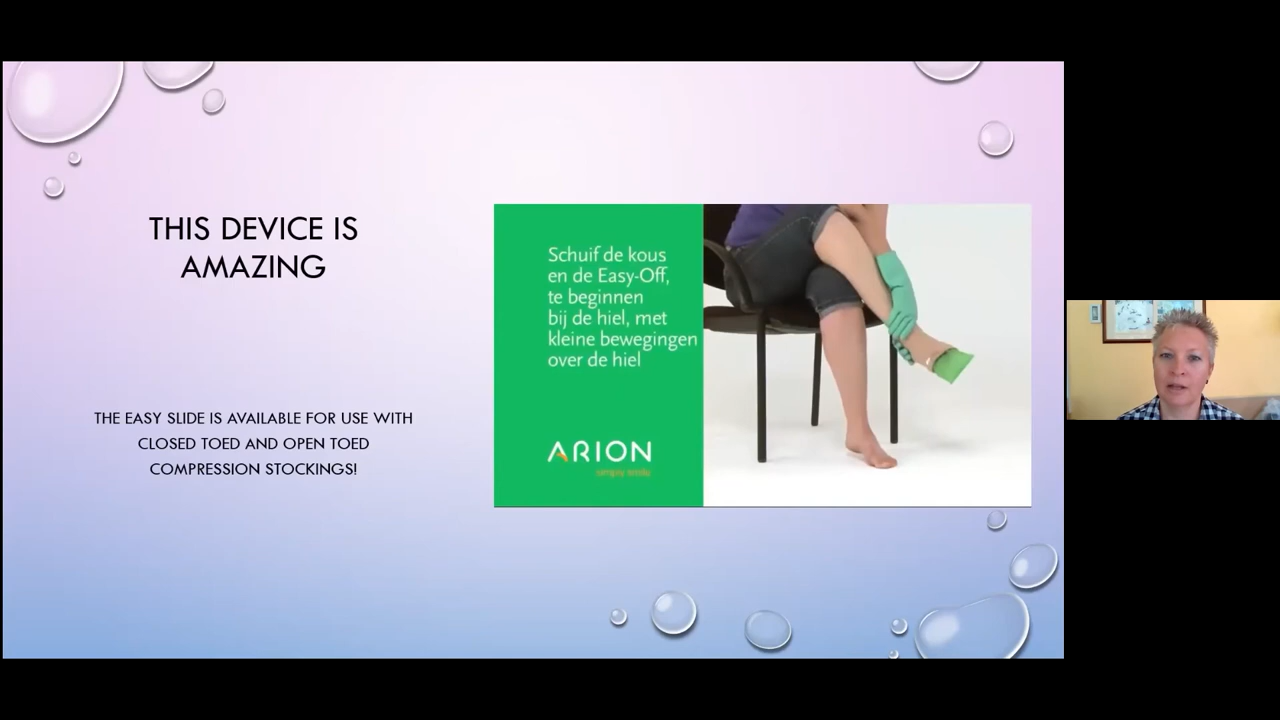 THIS DEVICE IS
AMAZING
THE EASY SLIDE IS AVAILABLE FOR USE WITH
CLOSED TOED AND OPEN TOED
COMPRESSION STOCKINGS!
Schuif de kous
en de Easy-Off,
te beginnen
bij de hiel, met
kleine bewegingen
over de hiel
ARION